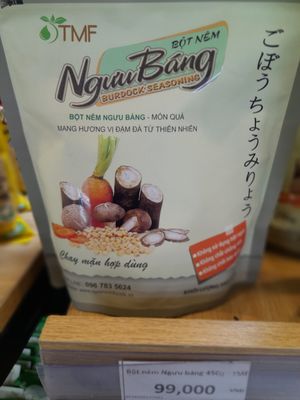 TMF
BỘT NÊM
Ngưu Bảng
BURDOCK SEASONING
BỘT NÊM NGƯU BÀNG - MÓN QUÀ
MANG HƯƠNG VỊ ĐẬM ĐÀ TỪ THIÊN NHIÊN
ごぼうちょうみりょう
Chay mặn hợp dùng
096 783 5624
Bột nêm Ngưu bàng 450g
99,000